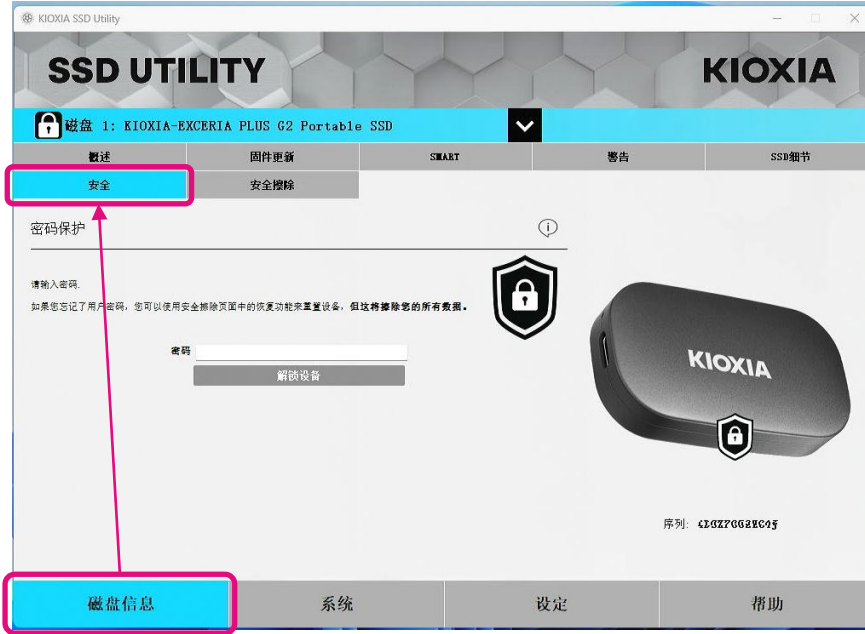 KIOXIA SSD Utility
SSD UTILITY
KIOXIA
磁盘 1: KIOXIA-EXCERIA PLUS G2 Portable SSD
概述 固件更新 SMART 警告 SSD细节
安全 安全擦除
密码保护
请输入密码.
如果您忘记了用户密码，您可以使用安全擦除页面中的恢复功能来重置设备，但这将擦除您的所有数据。
密码
解锁设备
KIOXIA
序列:
磁盘信息 系统 设定 帮助